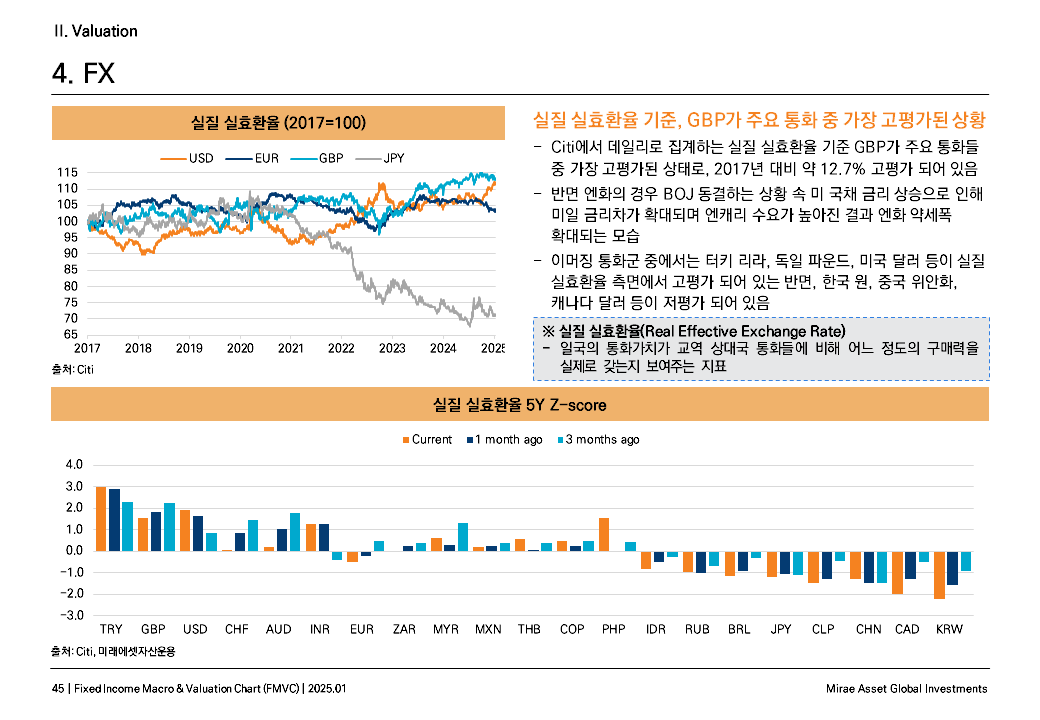 II. Valuation
4. FX
실질 실효환율 (2017=100)
USD EUR GBP JPY
115
110
105
100
95
90
85
80
75
70
65
2017 2018 2019 2020 2021 2022 2023 2024 2025
출처: Citi
실질 실효환율 기준, GBP가 주요 통화 중 가장 고평가된 상황
− Citi에서 데일리로 집계하는 실질 실효환율 기준 GBP가 주요 통화들
중 가장 고평가된 상태로, 2017년 대비 약 12.7% 고평가 되어 있음
− 반면 엔화의 경우 BOJ 동결하는 상황 속 미 국채 금리 상승으로 인해
미일 금리차가 확대되며 엔캐리 수요가 높아진 결과 엔화 약세폭
확대되는 모습
− 이머징 통화군 중에서는 터키 리라, 독일 파운드, 미국 달러 등이 실질
실효환율 측면에서 고평가 되어 있는 반면, 한국 원, 중국 위안화,
캐나다 달러 등이 저평가 되어 있음
※ 실질 실효환율(Real Effective Exchange Rate)
− 일국의 통화가치가 교역 상대국 통화들에 비해 어느 정도의 구매력을
실제로 갖는지 보여주는 지표
실질 실효환율 5Y Z-score
Current 1 month ago 3 months ago
4.0
3.0
2.0
1.0
0.0
−1.0
−2.0
−3.0
TRY GBP USD CHF AUD INR EUR ZAR MYR MXN THB COP PHP IDR RUB BRL JPY CLP CHN CAD KRW
출처: Citi, 미래에셋자산운용
45 | Fixed Income Macro & Valuation Chart (FMVC) | 2025.01
Mirae Asset Global Investments